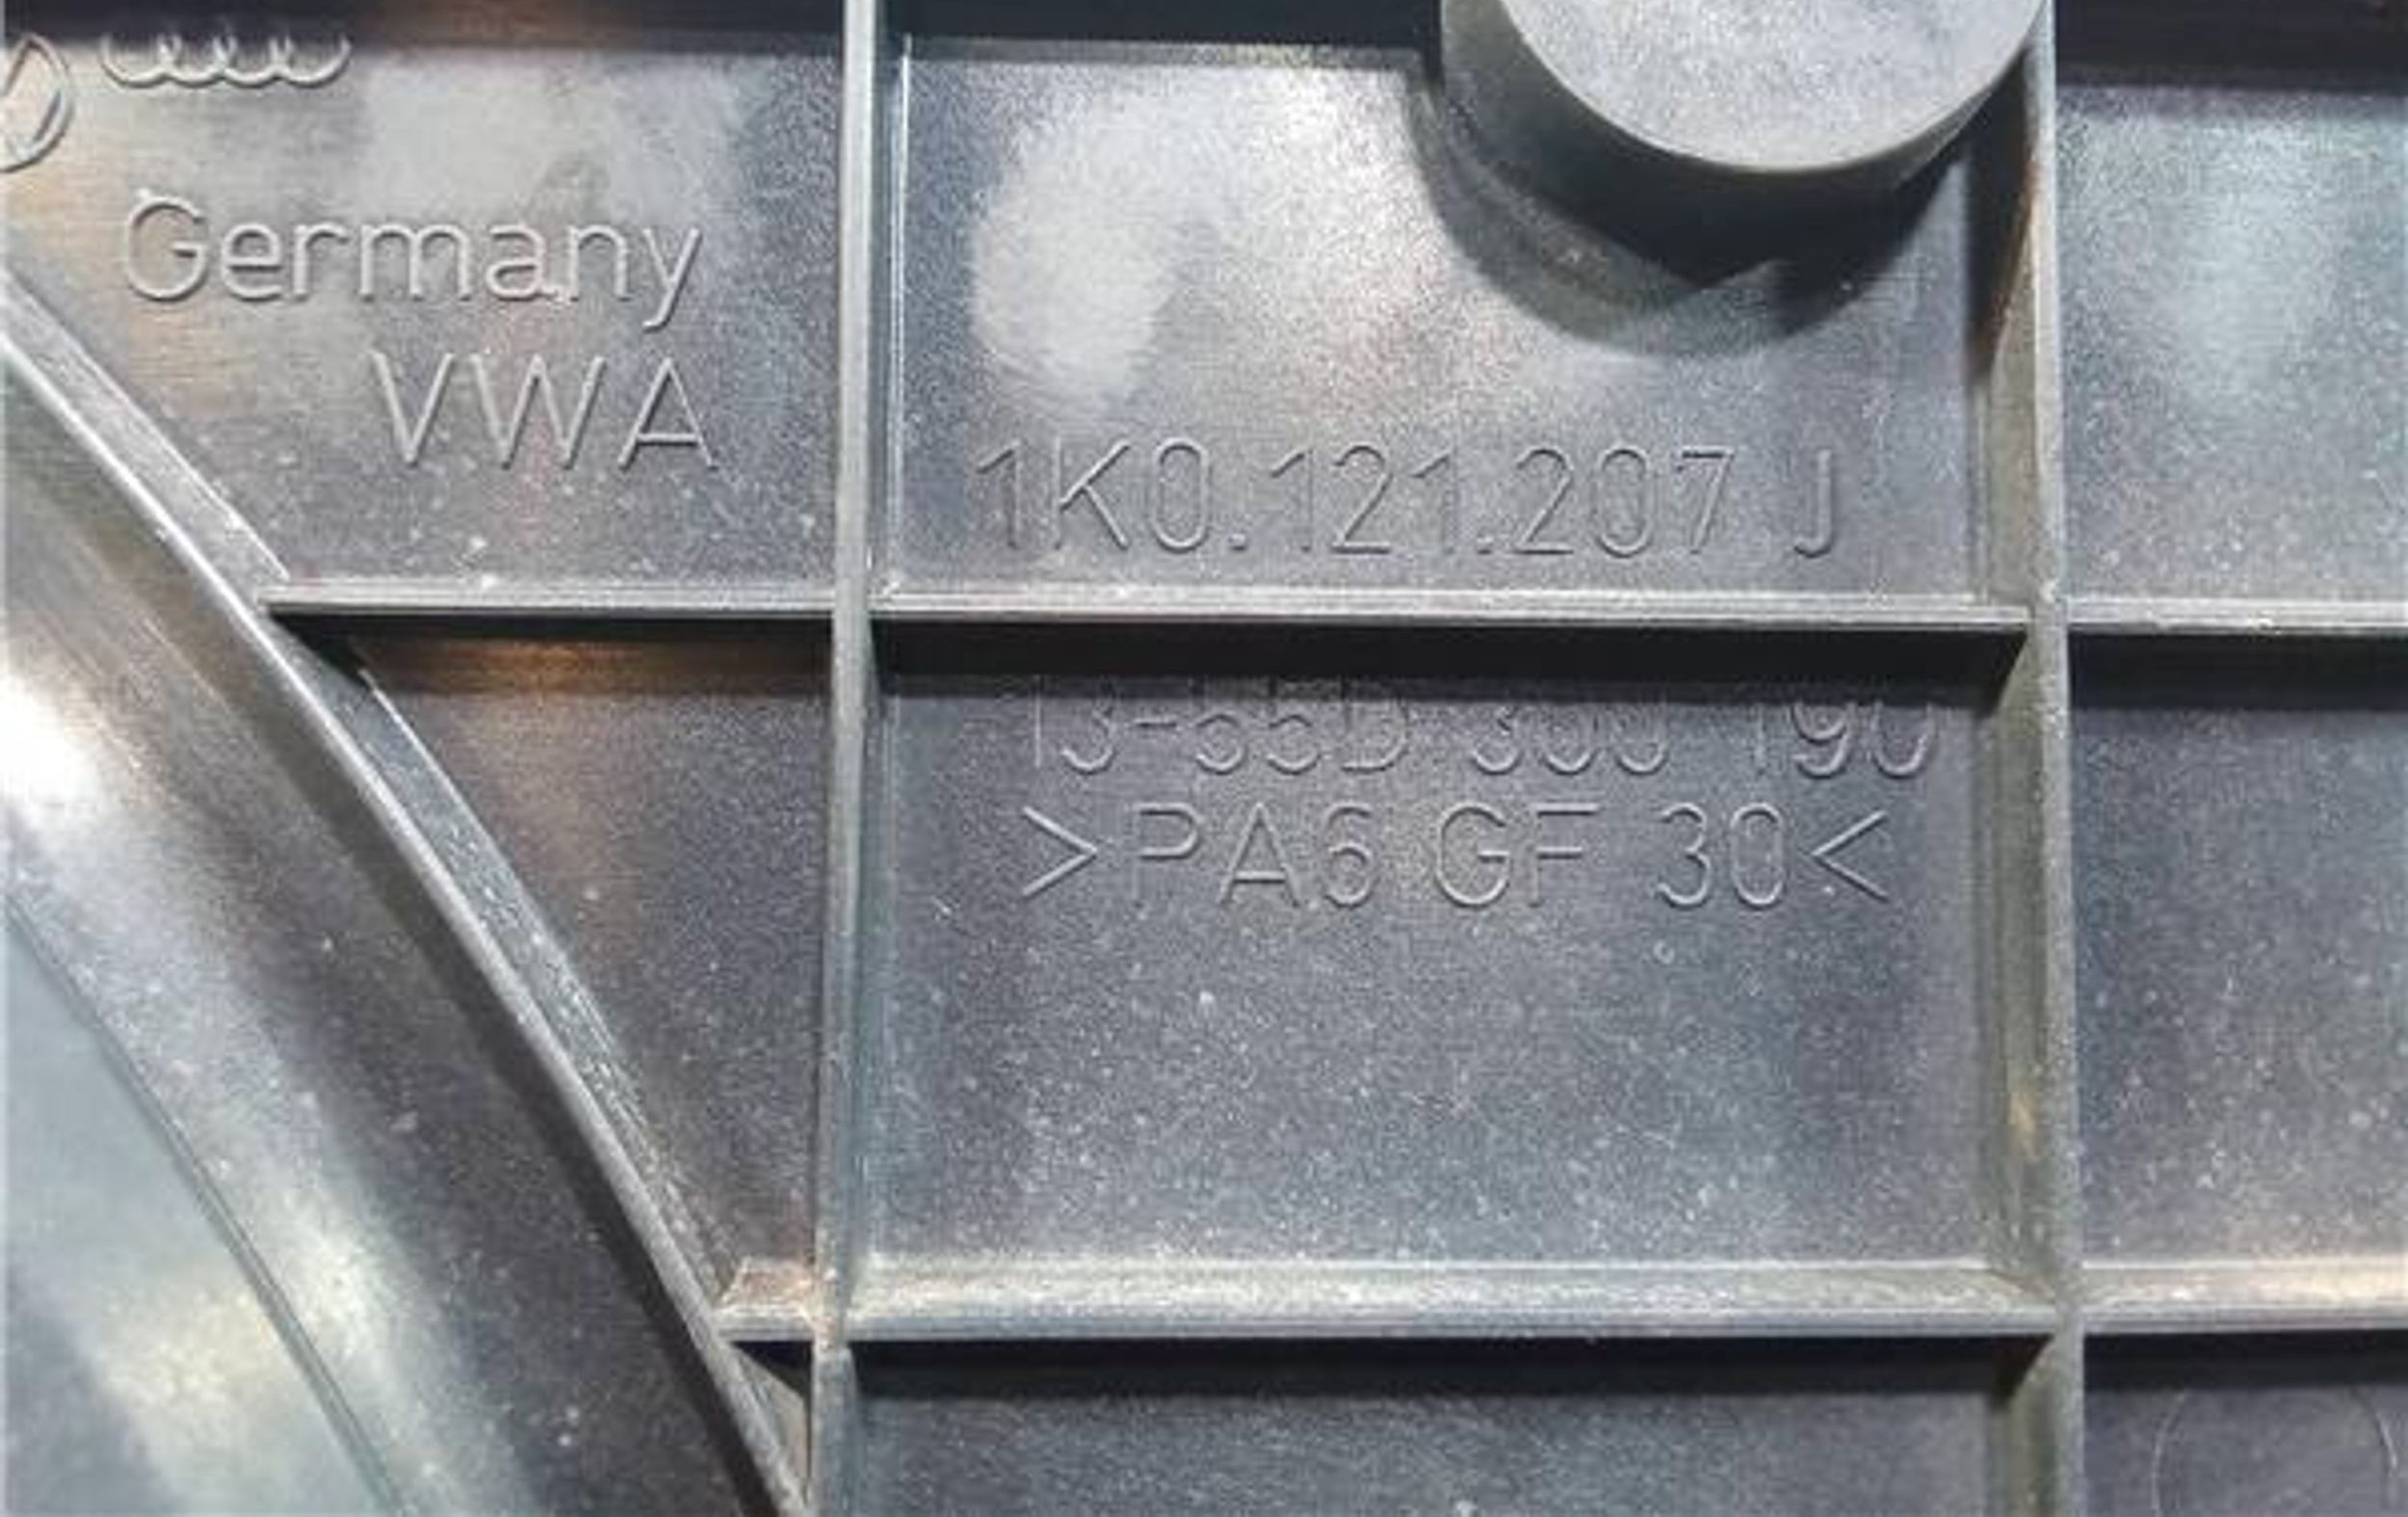 Germany
VWA
1K0.121.207 J
>PA6 GF 30<